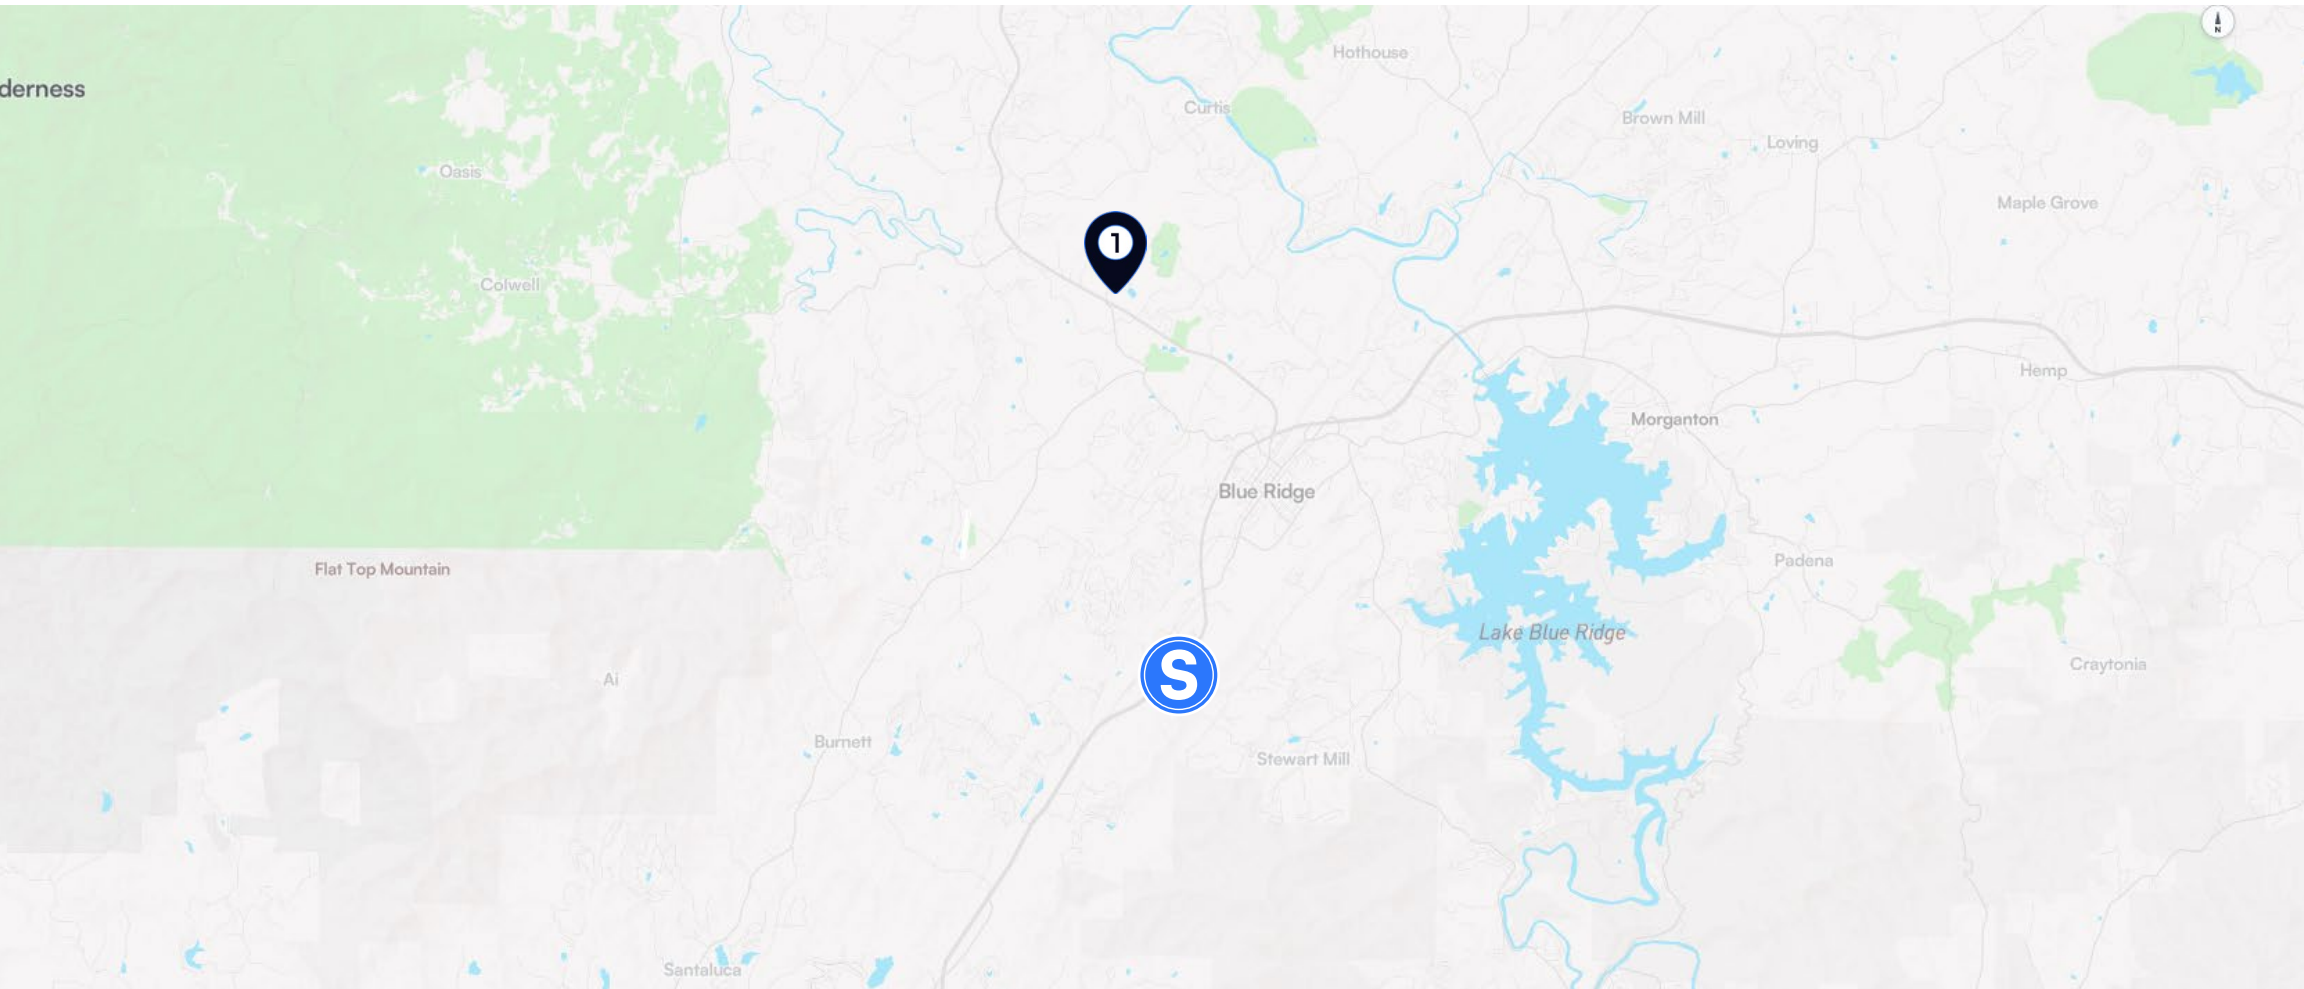 N
Hothouse
derness
Curtis
Brown Mill
Loving
Oasis
Maple Grove
1
Colwell
Hemp
Morganton
Blue Ridge
Padena
Flat Top Mountain
Lake Blue Ridge
Craytonia
S
Ai
Burnett
Stewart Mill
Santaluca